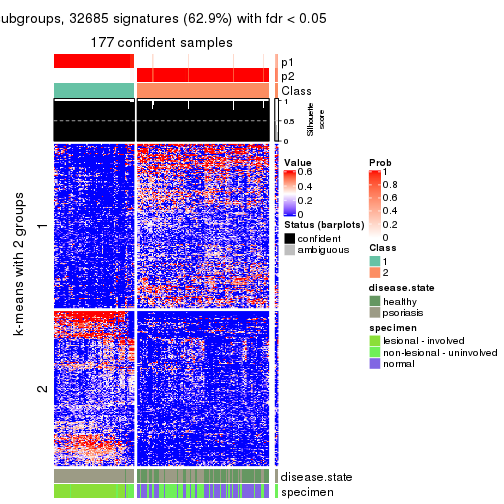 ubgroups, 32685 signatures (62.9%) with fdr < 0.05
177 confident samples
p1
p2
Class
1
0.5
0
Silhouette
score
k-means with 2 groups
1
2
Value
0.6
0.4
0.2
0
Status (barplots)
confident
ambiguous
Prob
1
0.8
0.6
0.4
0.2
0
Class
1
2
disease.state
healthy
psoriasis
specimen
lesional - involved
non-lesional - uninvolved
normal
disease.state
specimen